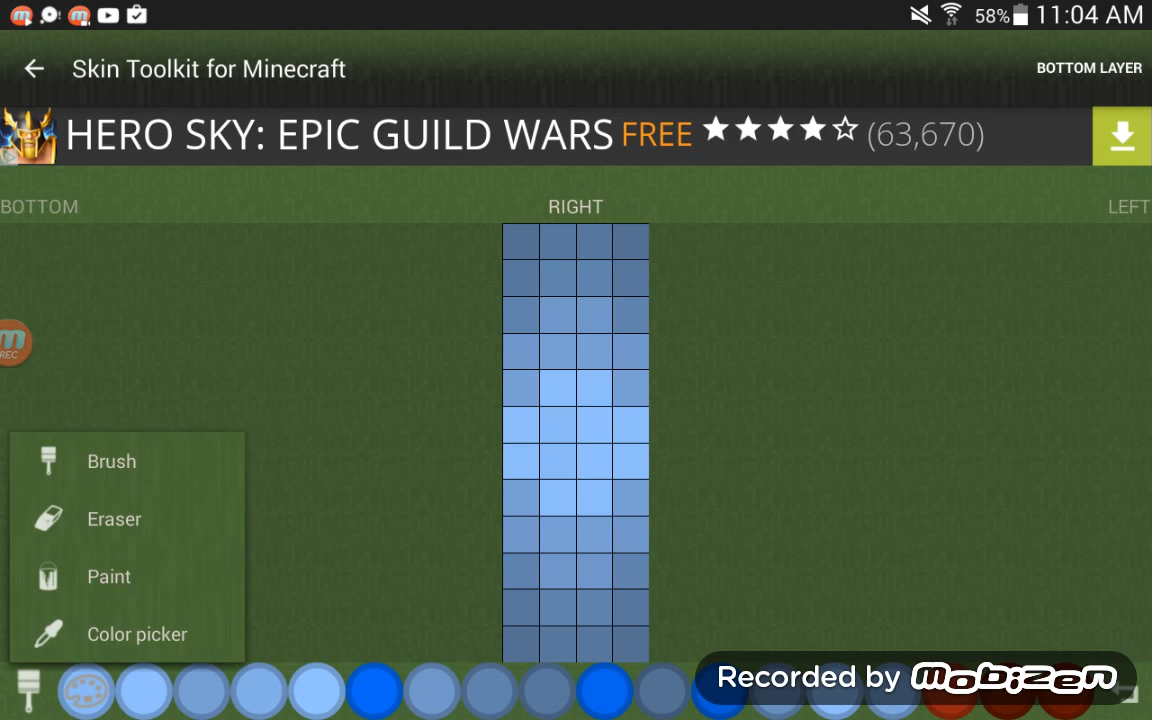 58% 11:04 AM
Skin Toolkit for Minecraft
BOTTOM LAYER
HERO SKY: EPIC GUILD WARS FREE (63,670)
BOTTOM RIGHT LEFT
m REC
Brush
Eraser
Paint
Color picker
Recorded by mobizen